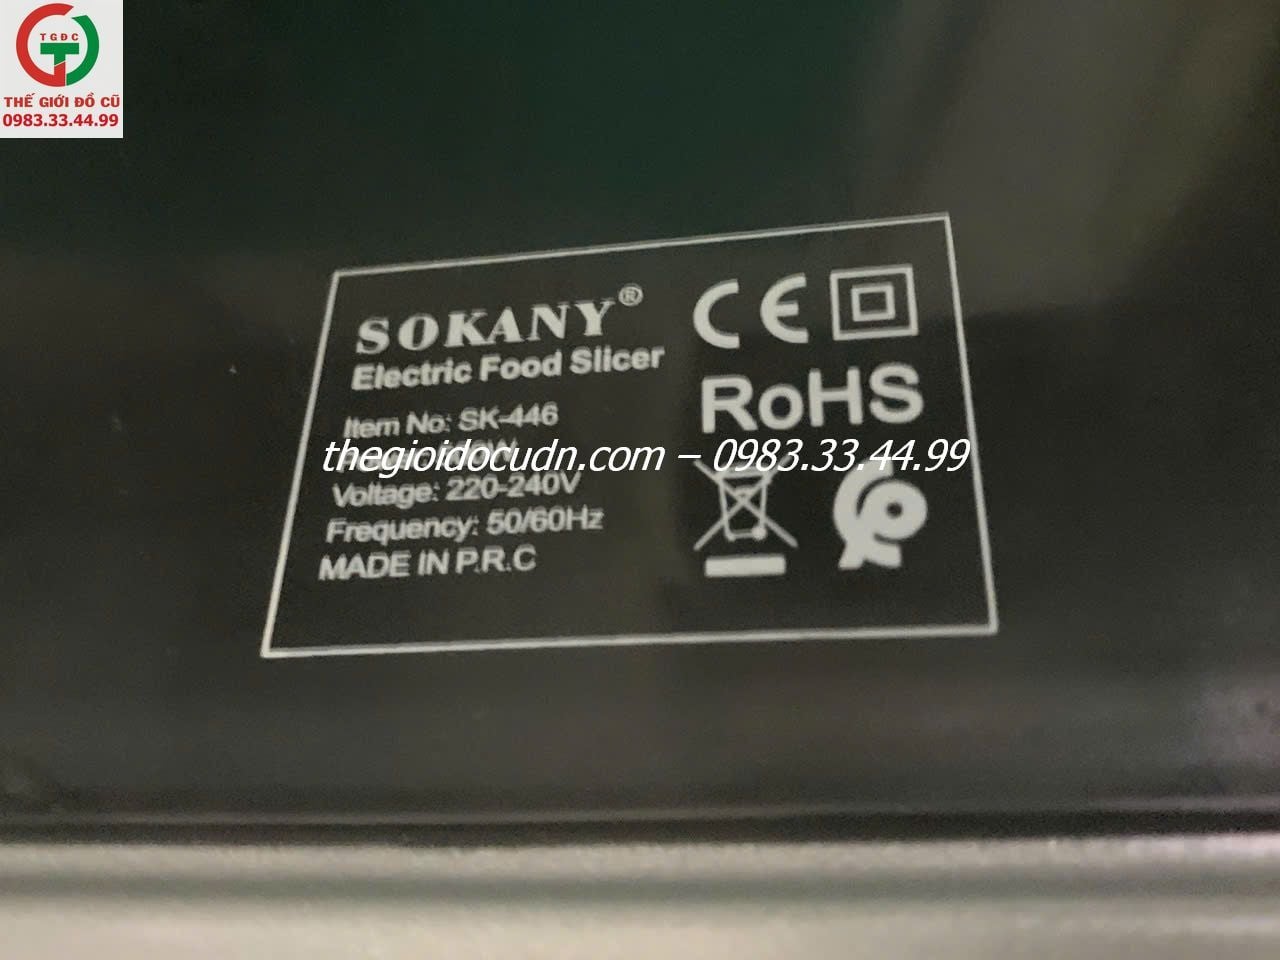 TGĐC
THẾ GIỚI ĐỒ CŨ
0983.33.44.99
SOKANY®
Electric Food Slicer
Item No: SK-446
thegioidocudn.com – 0983.33.44.99
Voltage: 220-240V
Frequency: 50/60Hz
MADE IN P.R.C
CE
RoHS